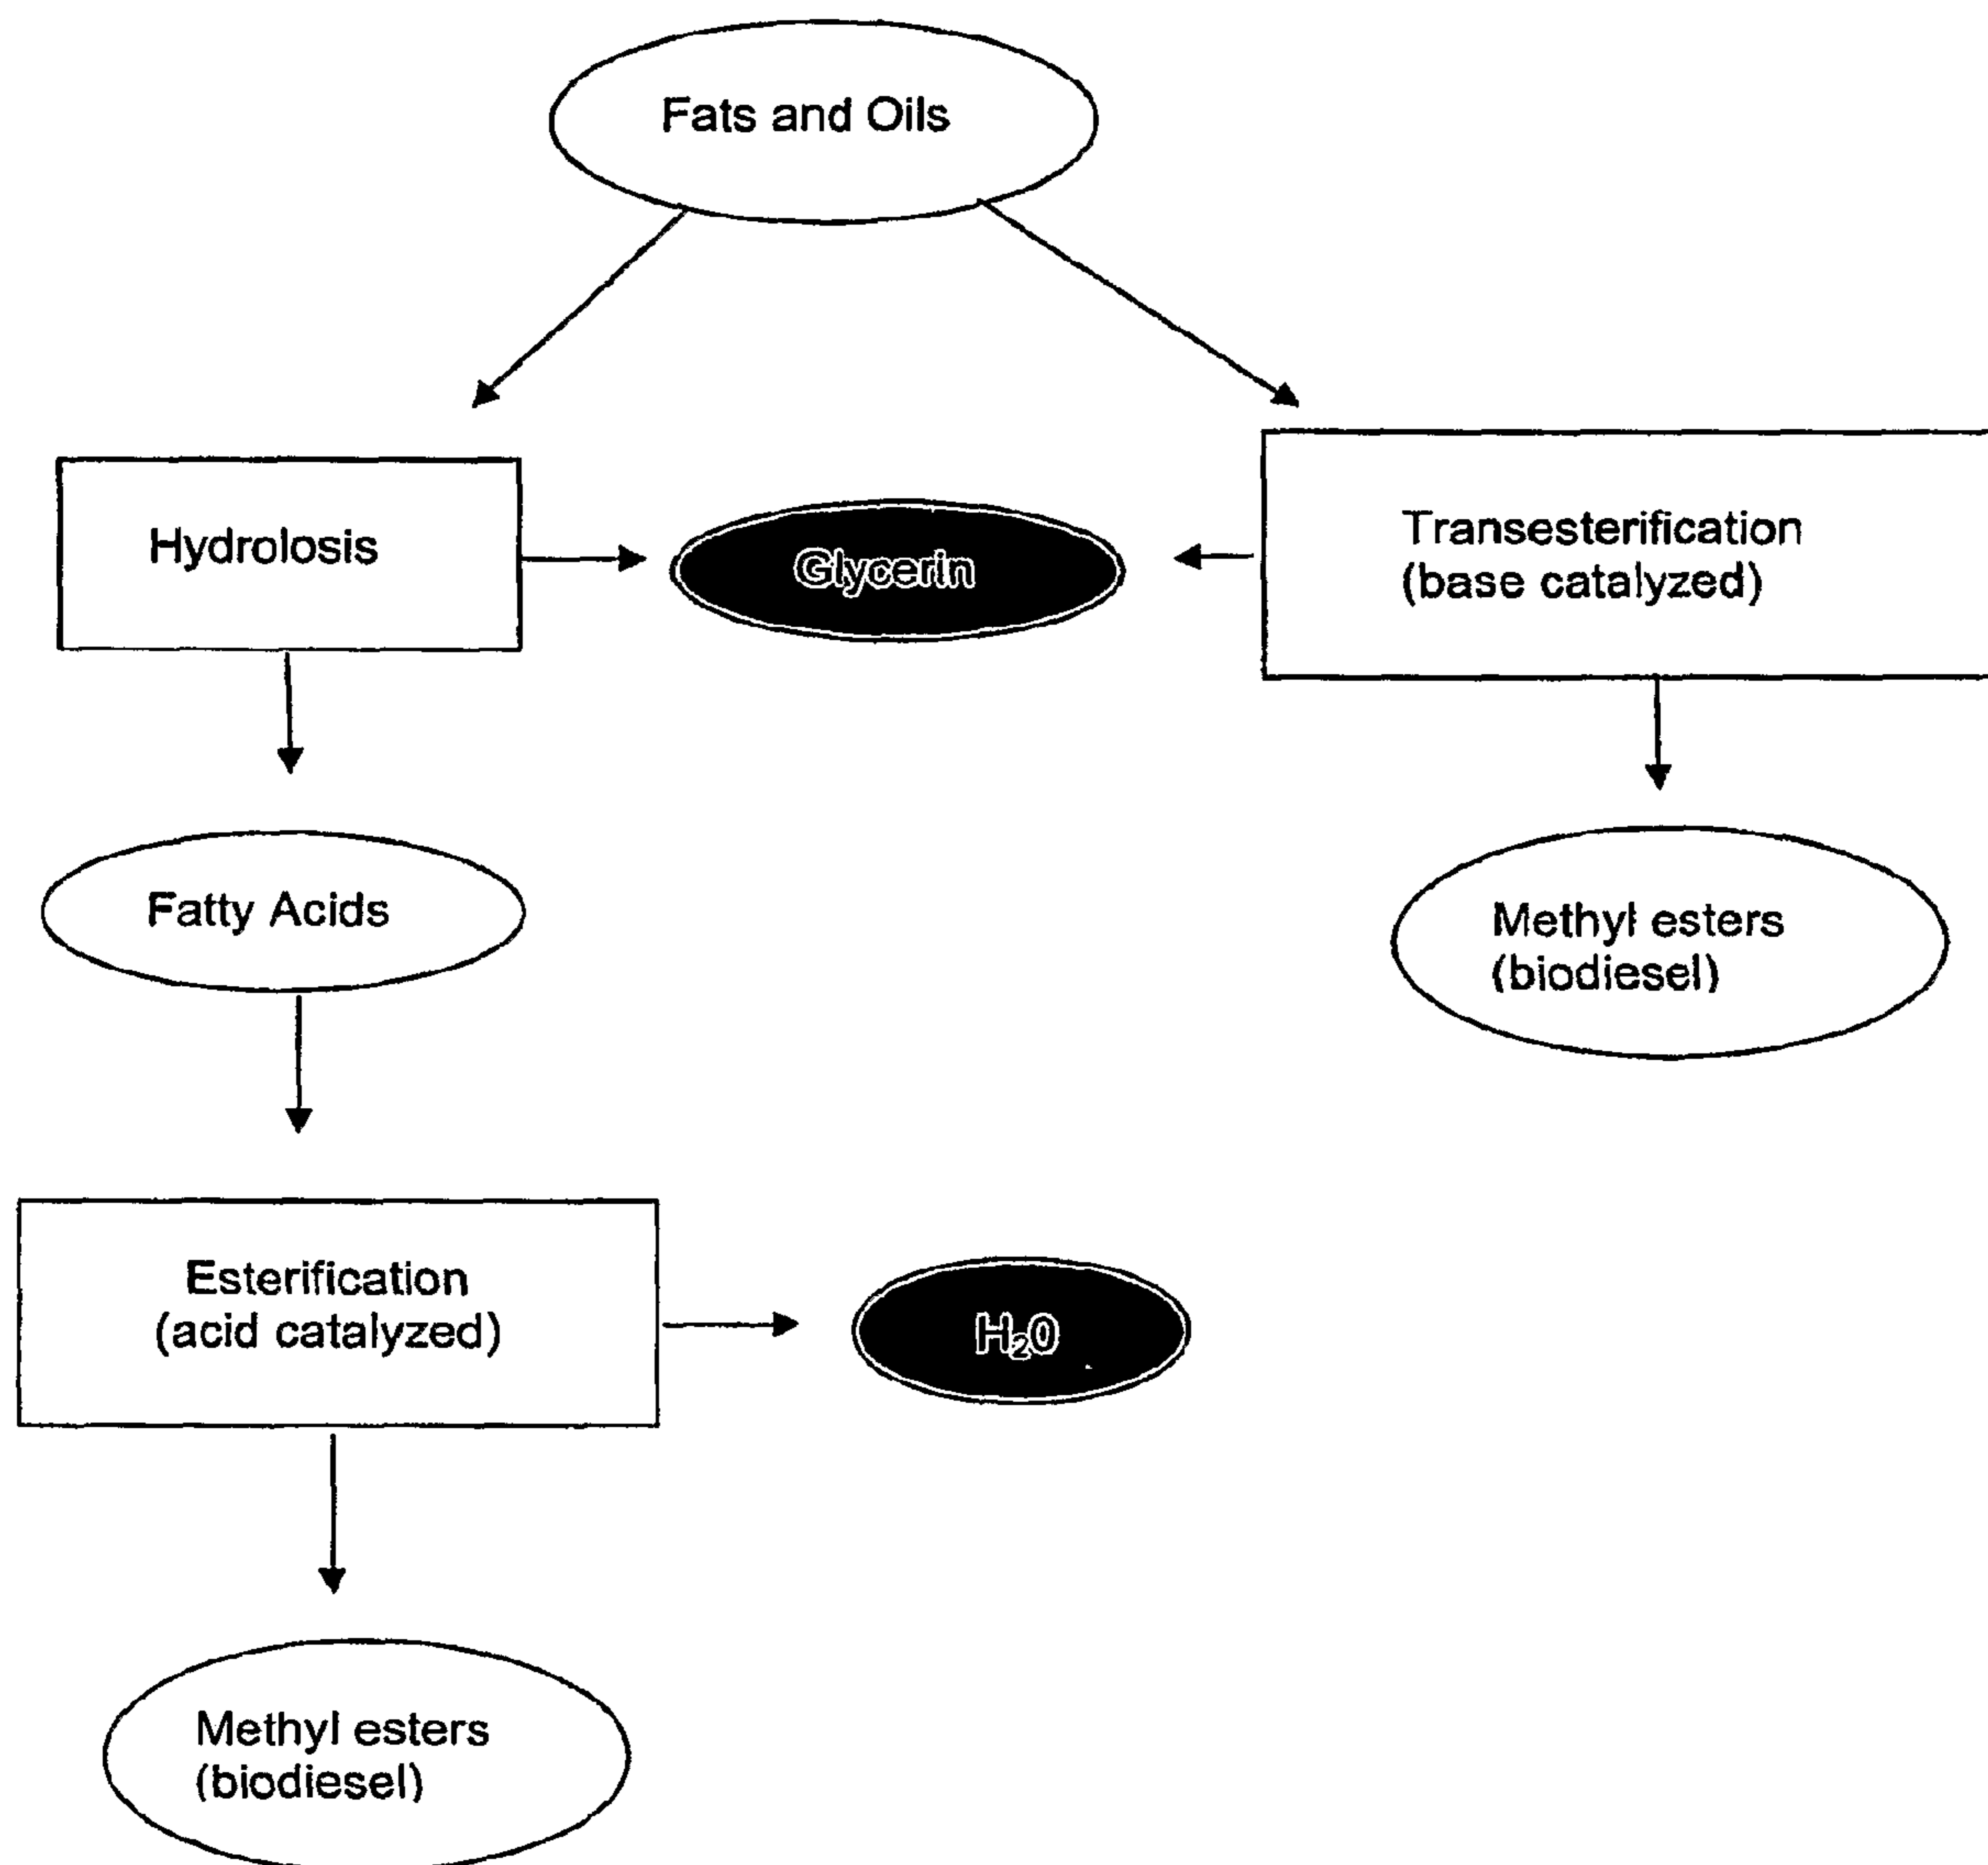 Fats and Oils
Hydrolosis
Glycerin
Transesterification
(base catalyzed)
Fatty Acids
Methyl esters
(biodiesel)
Esterification
(acid catalyzed)
H₂0
Methyl esters
(biodiesel)